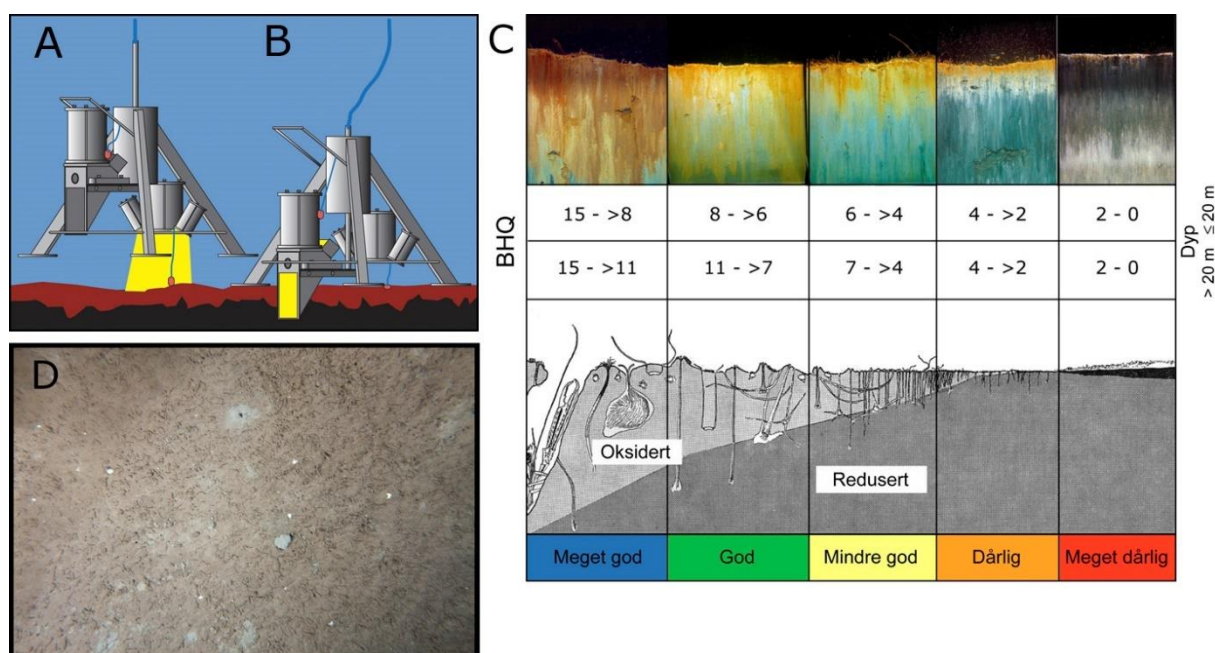 A
B
C
BHQ
15 - >8
8 - >6
6 - >4
4 - >2
2 - 0
15 - >11
11 - >7
7 - >4
4 - >2
2 - 0
Dyp
> 20 m ≤ 20 m
Oksidert
Redusert
Meget god
God
Mindre god
Dårlig
Meget dårlig
D